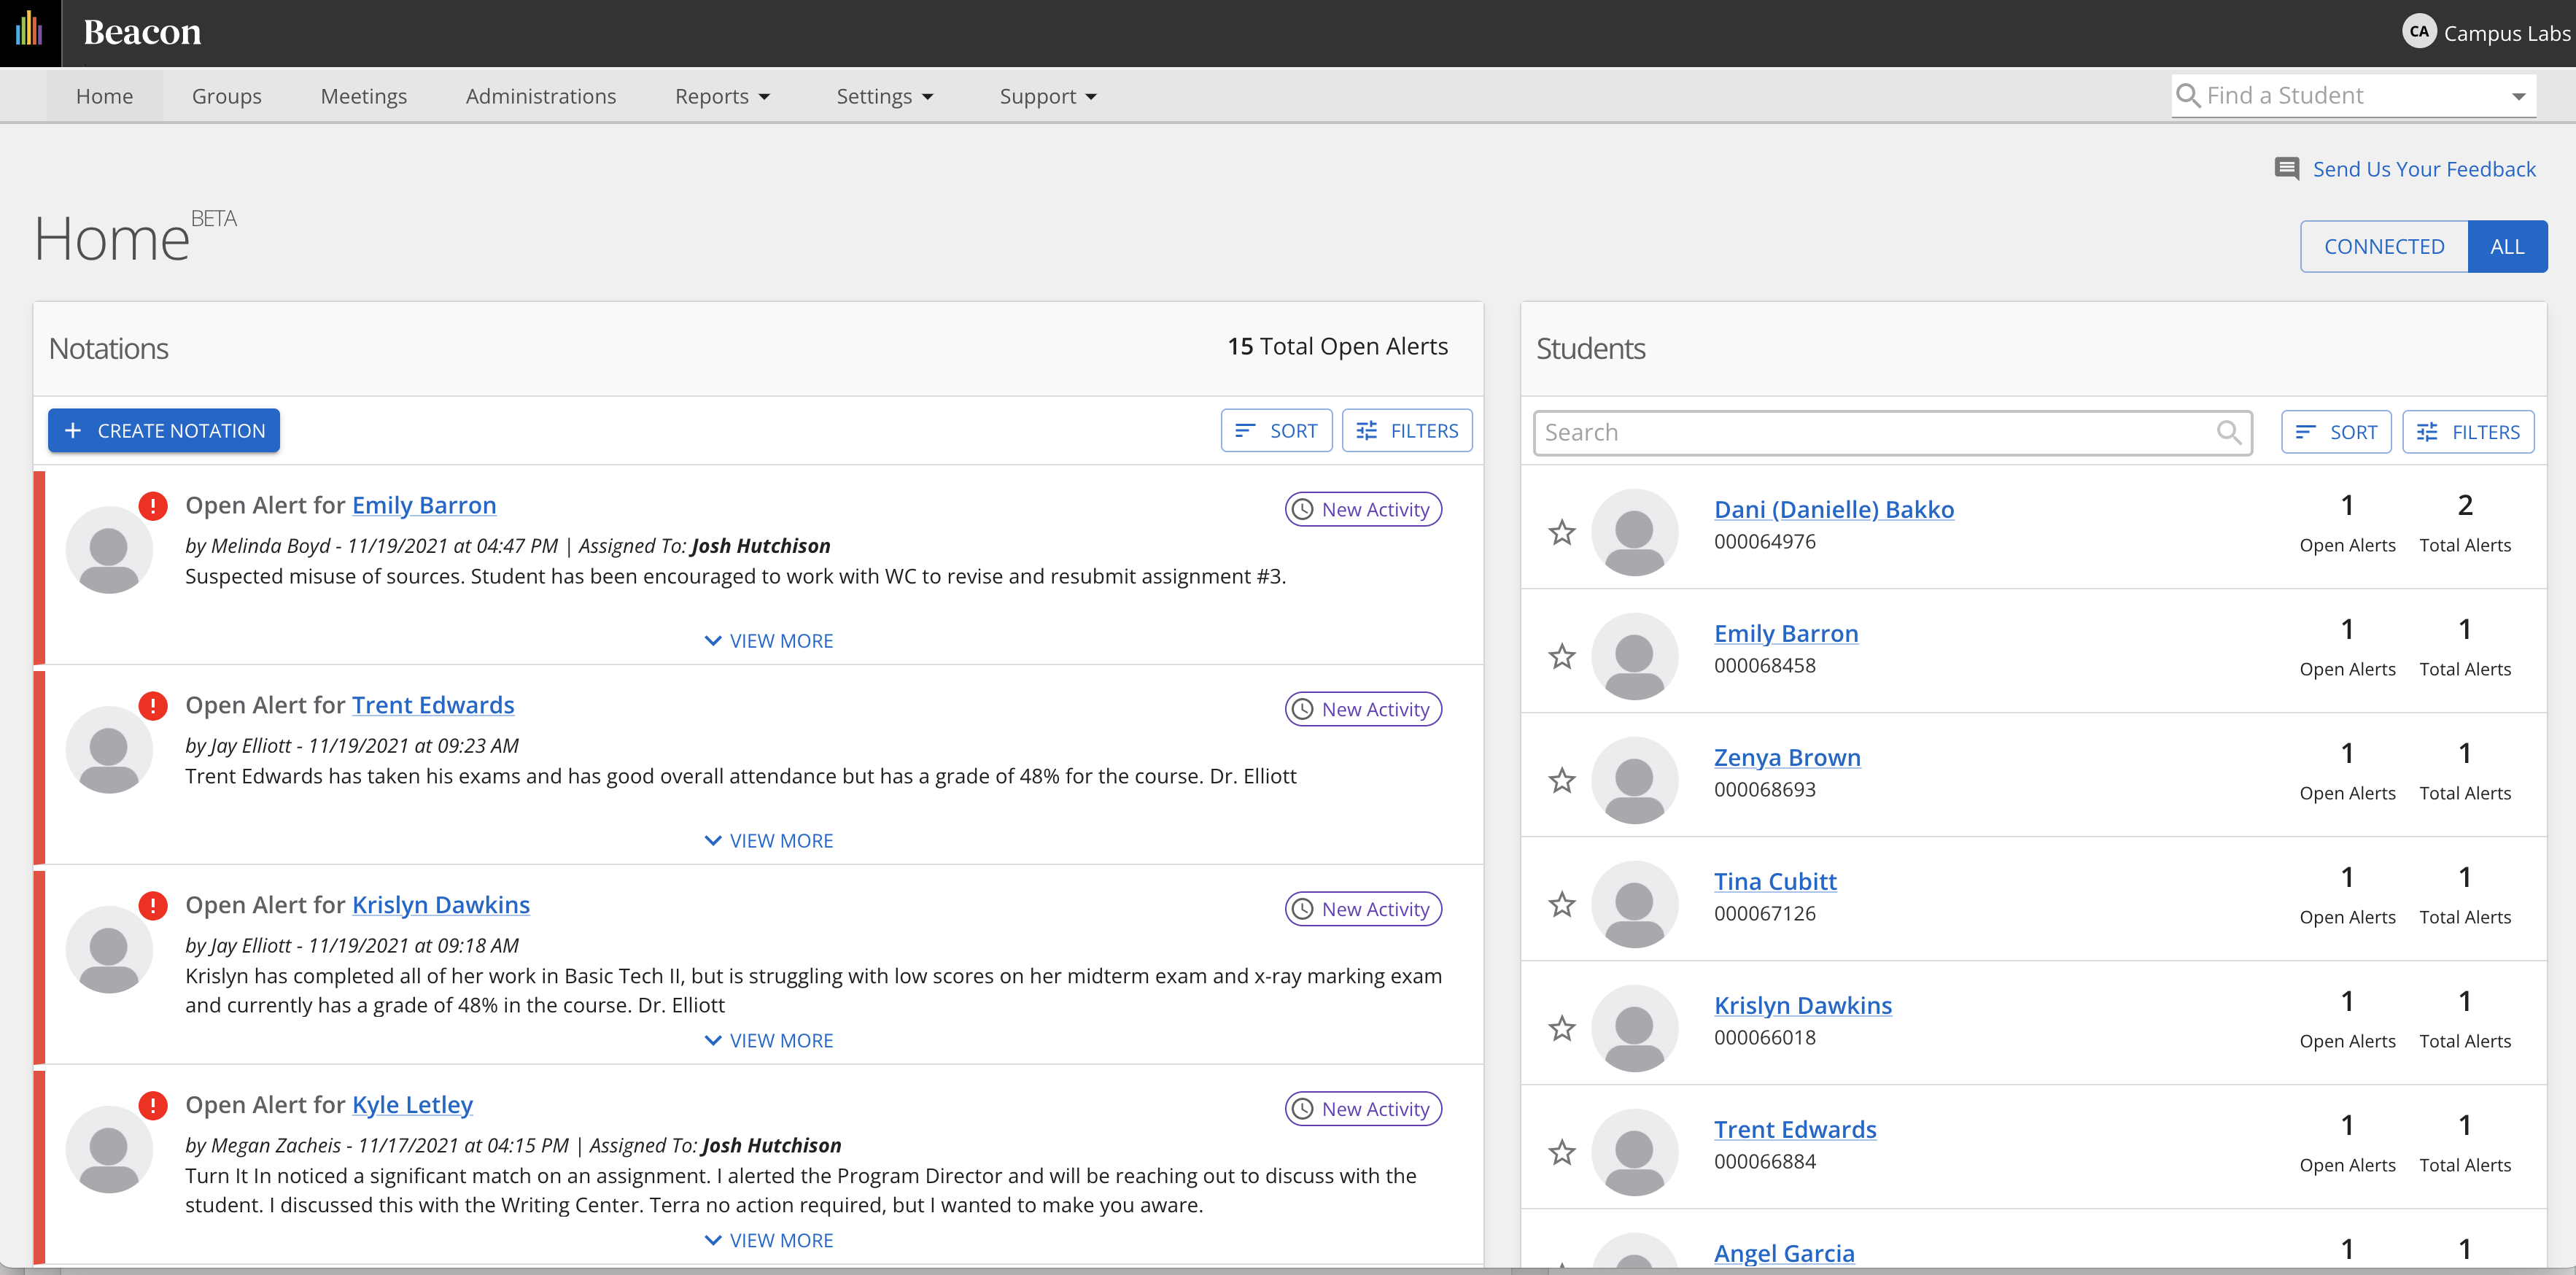 Beacon
CA Campus Labs
Home Groups Meetings Administrations Reports Settings Support Find a Student
Send Us Your Feedback
Home BETA
CONNECTED ALL
Notations
15 Total Open Alerts
CREATE NOTATION SORT FILTERS
Open Alert for Emily Barron
New Activity
by Melinda Boyd - 11/19/2021 at 04:47 PM | Assigned To: Josh Hutchison
Suspected misuse of sources. Student has been encouraged to work with WC to revise and resubmit assignment #3.
VIEW MORE
Open Alert for Trent Edwards
New Activity
by Jay Elliott - 11/19/2021 at 09:23 AM
Trent Edwards has taken his exams and has good overall attendance but has a grade of 48% for the course. Dr. Elliott
VIEW MORE
Open Alert for Krislyn Dawkins
New Activity
by Jay Elliott - 11/19/2021 at 09:18 AM
Krislyn has completed all of her work in Basic Tech II, but is struggling with low scores on her midterm exam and x-ray marking exam
and currently has a grade of 48% in the course. Dr. Elliott
VIEW MORE
Open Alert for Kyle Letley
New Activity
by Megan Zacheis - 11/17/2021 at 04:15 PM | Assigned To: Josh Hutchison
Turn It In noticed a significant match on an assignment. I alerted the Program Director and will be reaching out to discuss with the
student. I discussed this with the Writing Center. Terra no action required, but I wanted to make you aware.
VIEW MORE
Students
Search SORT FILTERS
Dani (Danielle) Bakko 1 2
000064976 Open Alerts Total Alerts
Emily Barron 1 1
000068458 Open Alerts Total Alerts
Zenya Brown 1 1
000068693 Open Alerts Total Alerts
Tina Cubitt 1 1
000067126 Open Alerts Total Alerts
Krislyn Dawkins 1 1
000066018 Open Alerts Total Alerts
Trent Edwards 1 1
000066884 Open Alerts Total Alerts
Angel Garcia 1 1